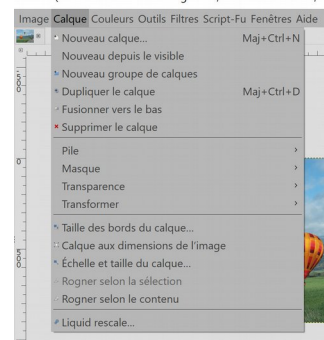 Image Calque Couleurs Outils Filtres Script-Fu Fenêtres Aide
Nouveau calque... Maj+Ctrl+N
Nouveau depuis le visible
Nouveau groupe de calques
Dupliquer le calque Maj+Ctrl+D
Fusionner vers le bas
Supprimer le calque
Pile
Masque
Transparence
Transformer
Taille des bords du calque...
Calque aux dimensions de l'image
Échelle et taille du calque...
Rogner selon la sélection
Rogner selon le contenu
Liquid rescale...